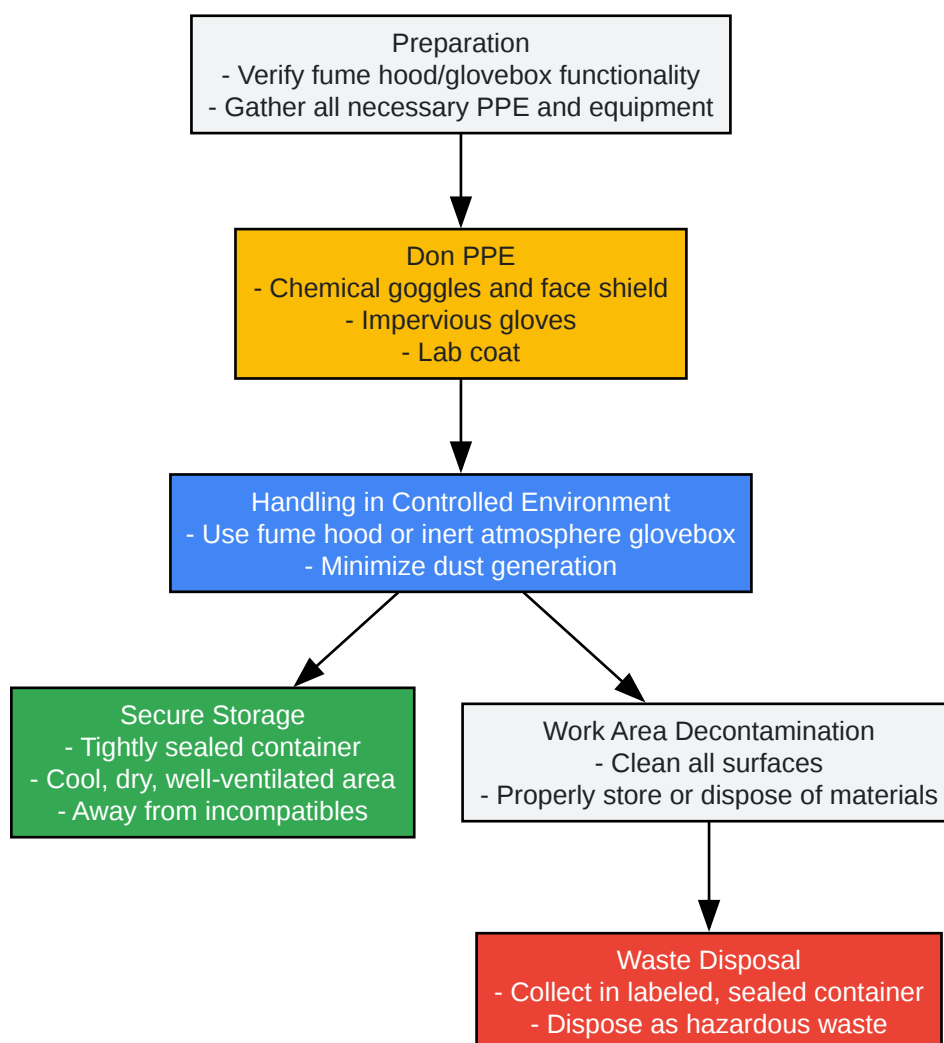 Preparation
- Verify fume hood/glovebox functionality
- Gather all necessary PPE and equipment
Don PPE
- Chemical goggles and face shield
- Impervious gloves
- Lab coat
Handling in Controlled Environment
- Use fume hood or inert atmosphere glovebox
- Minimize dust generation
Secure Storage
- Tightly sealed container
- Cool, dry, well-ventilated area
- Away from incompatibles
Work Area Decontamination
- Clean all surfaces
- Properly store or dispose of materials
Waste Disposal
- Collect in labeled, sealed container
- Dispose as hazardous waste